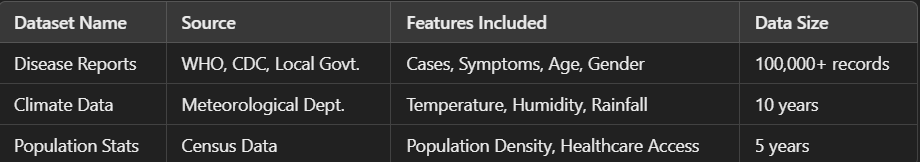 Dataset Name Source Features Included Data Size
Disease Reports WHO, CDC, Local Govt. Cases, Symptoms, Age, Gender 100,000+ records
Climate Data Meteorological Dept. Temperature, Humidity, Rainfall 10 years
Population Stats Census Data Population Density, Healthcare Access 5 years